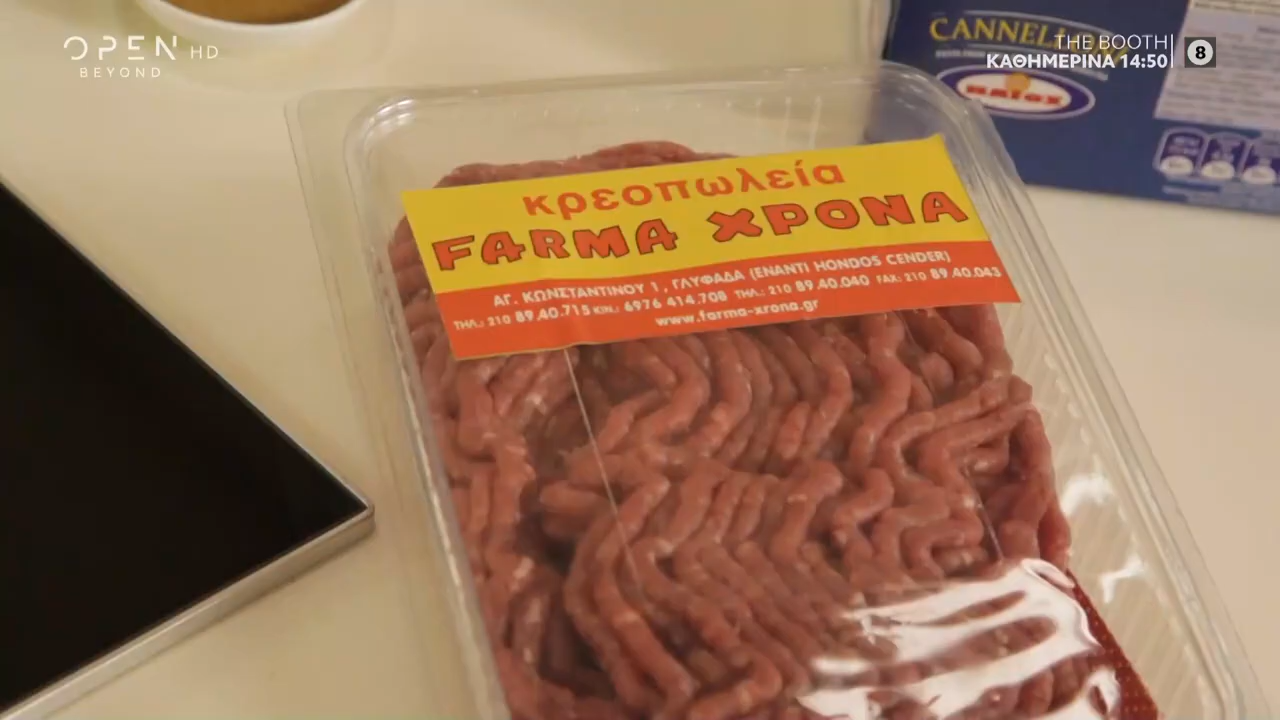 OPEN HD
BEYOND
THE BOOTH
ΚΑΘΗΜΕΡΙΝΑ 14:50
8
κρεοπωλεία
FARMA ΧΡΟΝΑ
ΑΓ. ΚΩΝΣΤΑΝΤΙΝΟΥ 1 , ΓΛΥΦΑΔΑ (ΕΝΑΝΤΙ HONDOS CENDER)
ΤΗΛ.: 210 89.40.715 ΚΙΝ.: 6976 414.708 ΤΗΛ.: 210 89.40.040 FAX: 210 89.40.043
www.farma-xrona.gr
ΗΛΙΟΣ